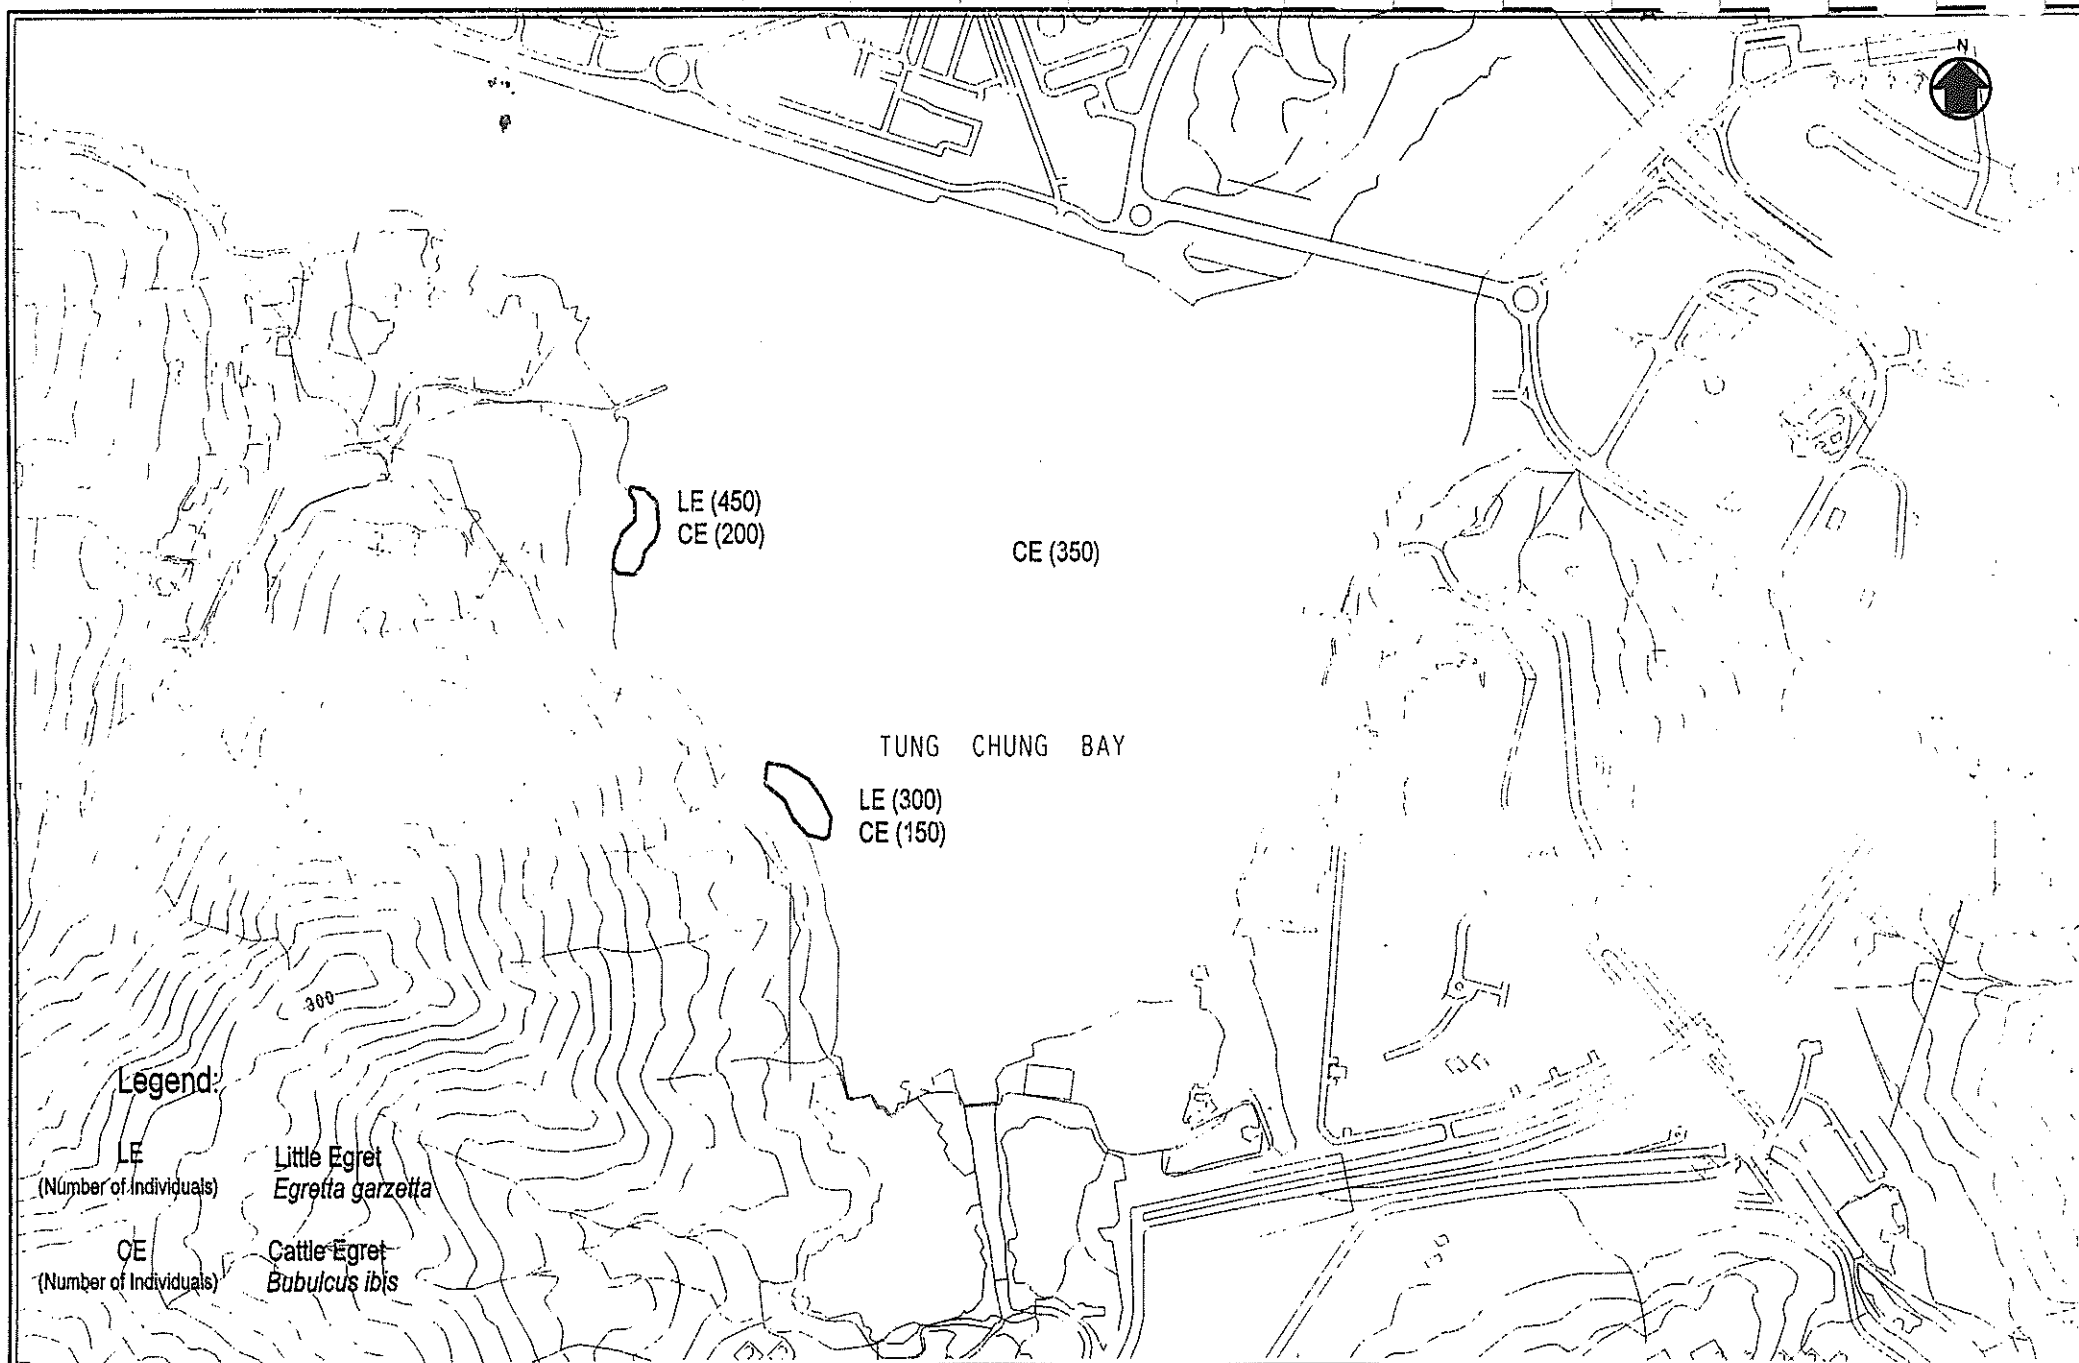 N
LE (450)
CE (200)
CE (350)
TUNG CHUNG BAY
LE (300)
CE (150)
300
Legend:
LE
(Number of Individuals)
Little Egret
Egretta garzetta
CE
(Number of Individuals)
Cattle Egret
Bubulcus ibis